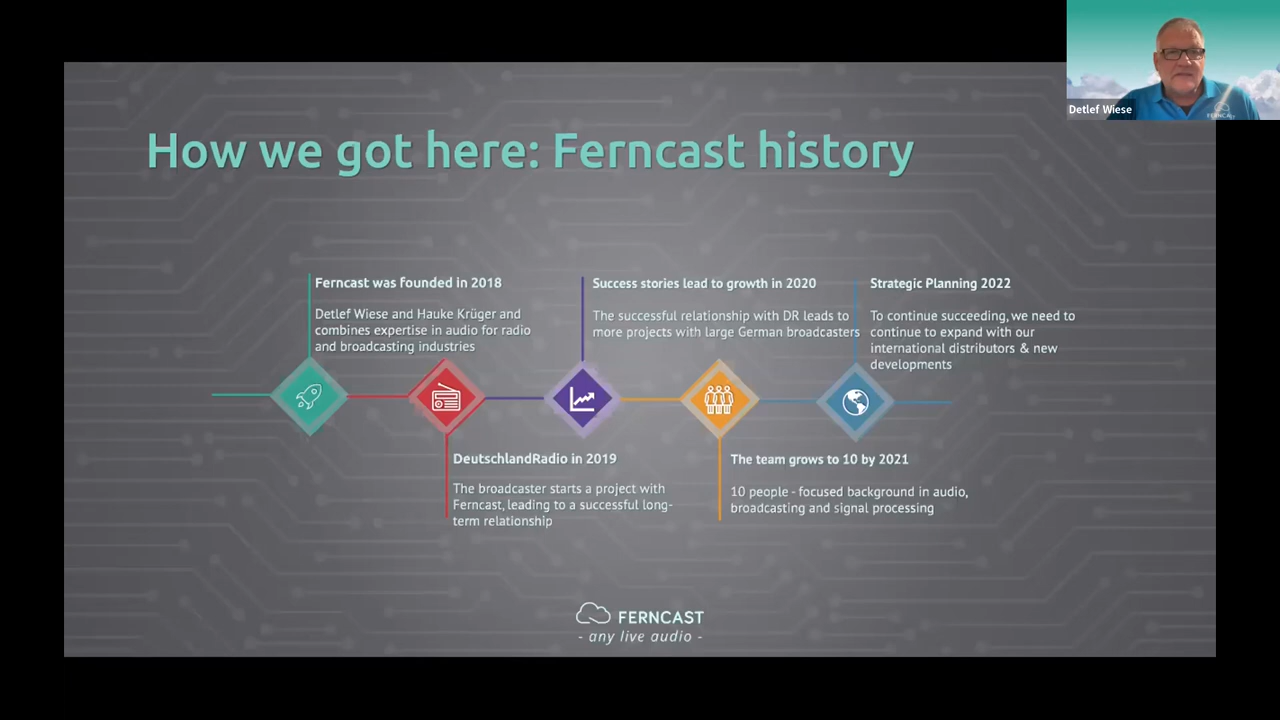 Detlef Wiese
How we got here: Ferncast history
Ferncast was founded in 2018
Detlef Wiese and Hauke Krüger and
combines expertise in audio for radio
and broadcasting industries
DeutschlandRadio in 2019
The broadcaster starts a project with
Ferncast, leading to a successful long-
term relationship
Success stories lead to growth in 2020
The successful relationship with DR leads to
more projects with large German broadcasters
The team grows to 10 by 2021
10 people - focused background in audio,
broadcasting and signal processing
Strategic Planning 2022
To continue succeeding, we need to
continue to expand with our
international distributors & new
developments
FERNCAST
- any live audio -